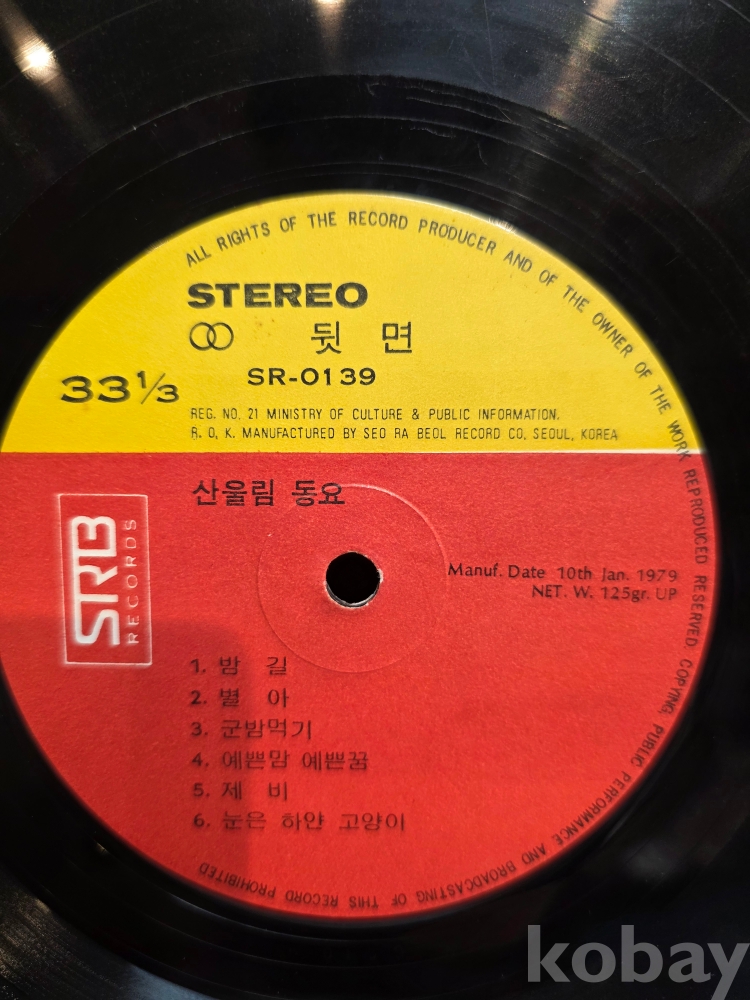 ALL RIGHTS OF THE RECORD PRODUCER AND OF THE OWNER OF THE WORK REPRODUCED RESERVED. COPYING, PUBLIC PERFORMANCE AND BROADCASTING OF THIS RECORD PROHIBITED
STEREO
뒷 면
33 1/3
SR-0139
REG. NO. 21 MINISTRY OF CULTURE & PUBLIC INFORMATION.
R. O. K. MANUFACTURED BY SEO RA BEOL RECORD CO. SEOUL, KOREA
산울림 동요
SRB
RECORDS
Manuf. Date 10th Jan. 1979
NET. W. 125gr. UP
1. 밤 길
2. 별 아
3. 군밤먹기
4. 예쁜맘 예쁜꿈
5. 제 비
6. 눈은 하얀 고양이
kobay